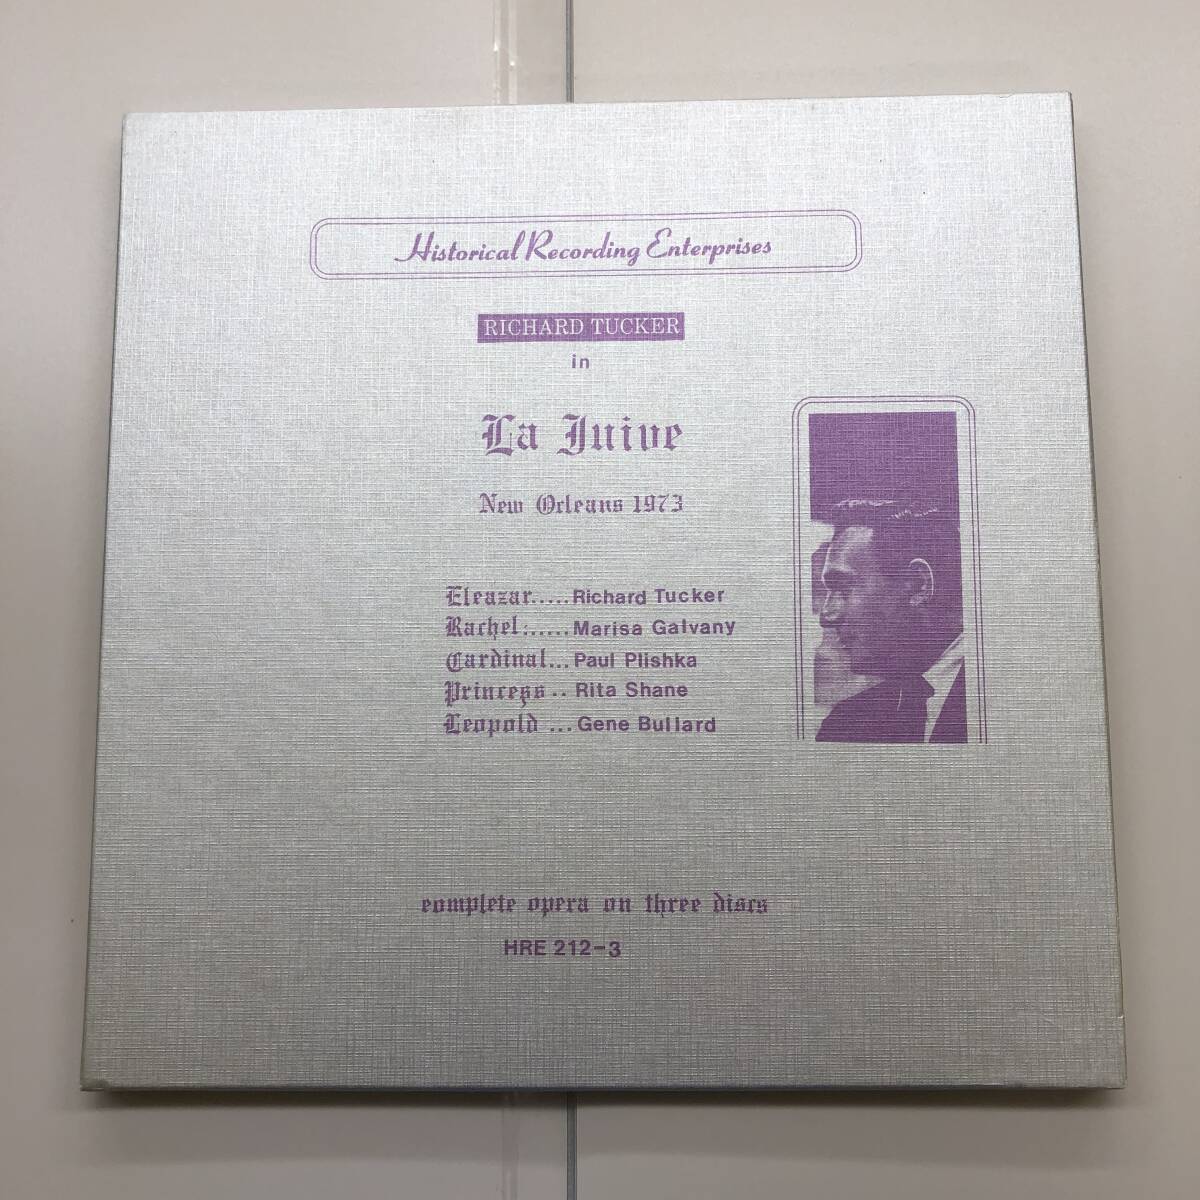 Historical Recording Enterprises
RICHARD TUCKER
in
La Juive
New Orleans 1973
Eleazar.....Richard Tucker
Rachel:.....Marisa Galvany
Cardinal...Paul Plishka
Princess..Rita Shane
Leopold ...Gene Bullard
complete opera on three discs
HRE 212-3